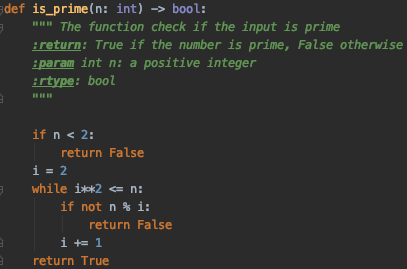 def is_prime(n: int) -> bool:
    """ The function check if the input is prime
    :return: True if the number is prime, False otherwise
    :param int n: a positive integer
    :rtype: bool
    """

    if n < 2:
        return False
    i = 2
    while i**2 <= n:
        if not n % i:
            return False
        i += 1
    return True